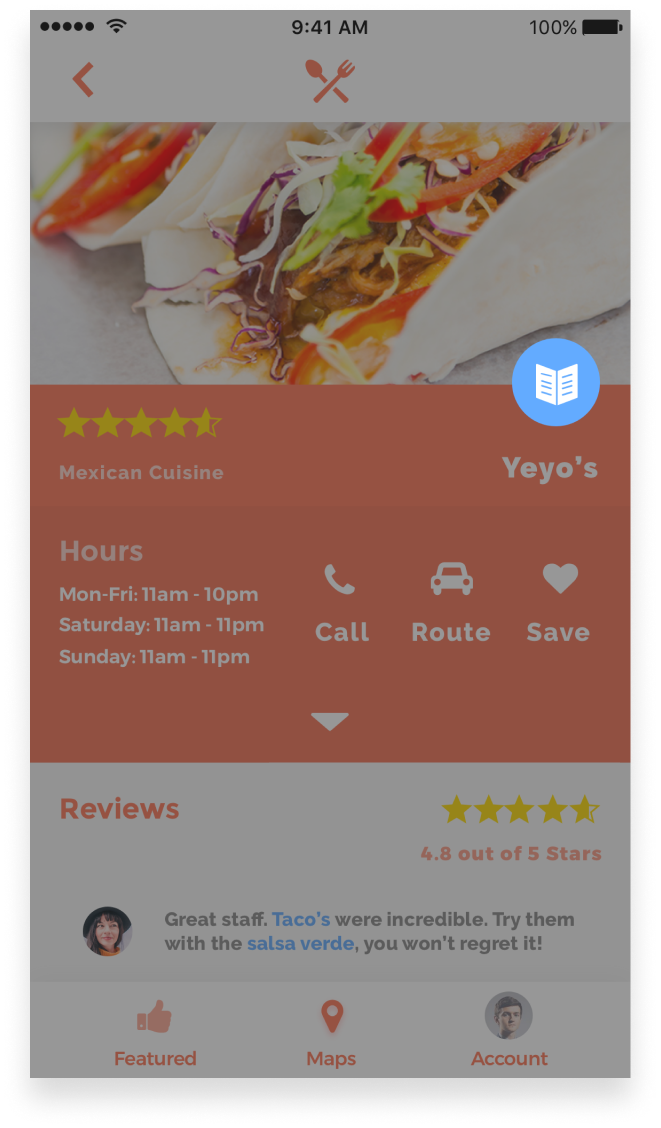 9:41 AM
100%
Mexican Cuisine
Yeyo's
Hours
Mon-Fri: 11am - 10pm
Saturday: 11am - 11pm
Sunday: 11am - 11pm
Call
Route
Save
Reviews
4.8 out of 5 Stars
Great staff. Taco's were incredible. Try them
with the salsa verde, you won't regret it!
Featured
Maps
Account